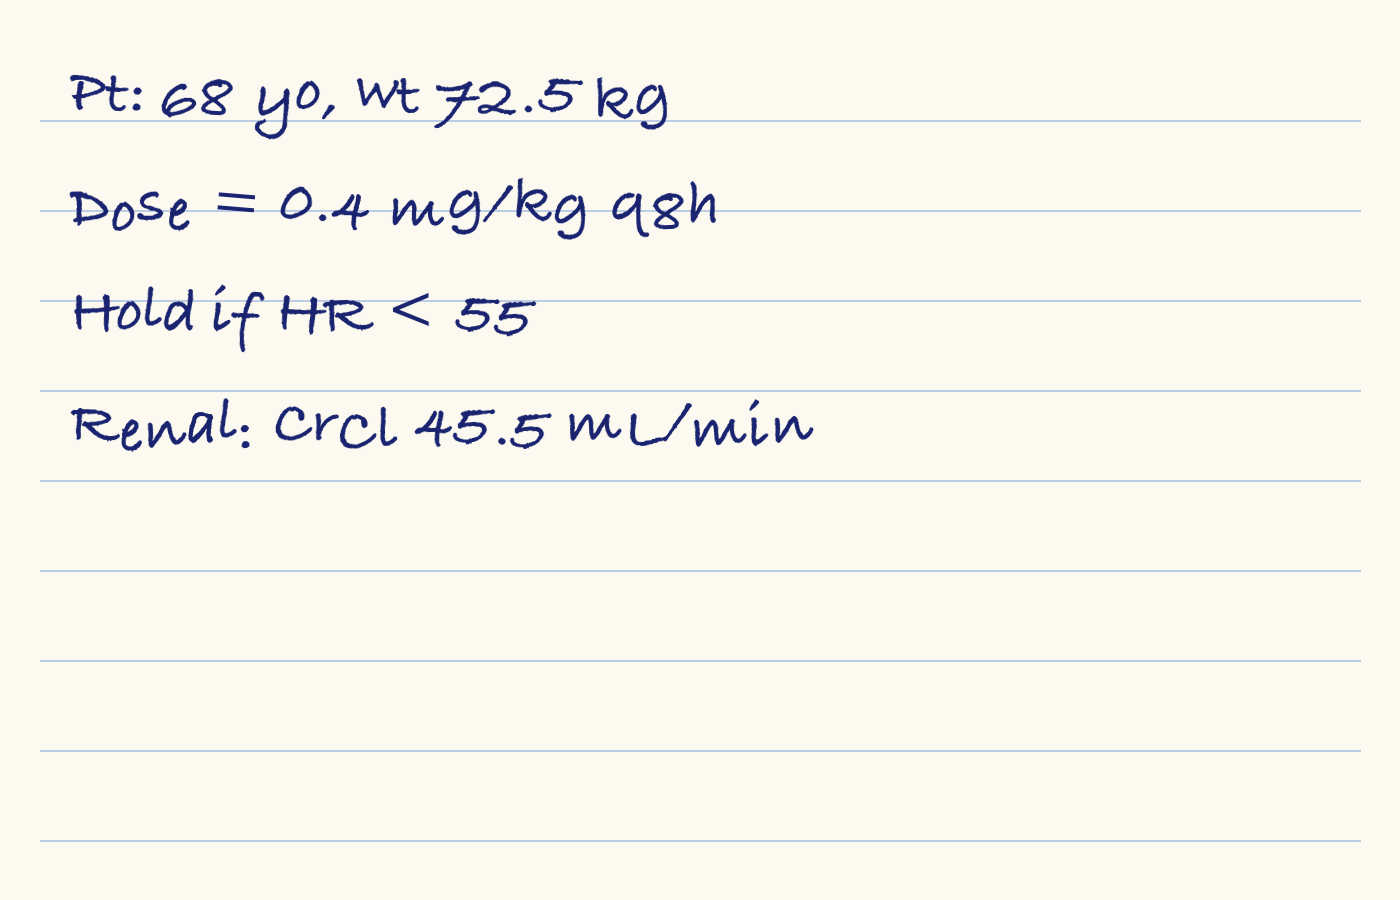 Pt: 68 yo, Wt 72.5 kg
Dose = 0.4 mg/kg q8h
Hold if HR < 55
Renal: CrCl 45.5 mL/min